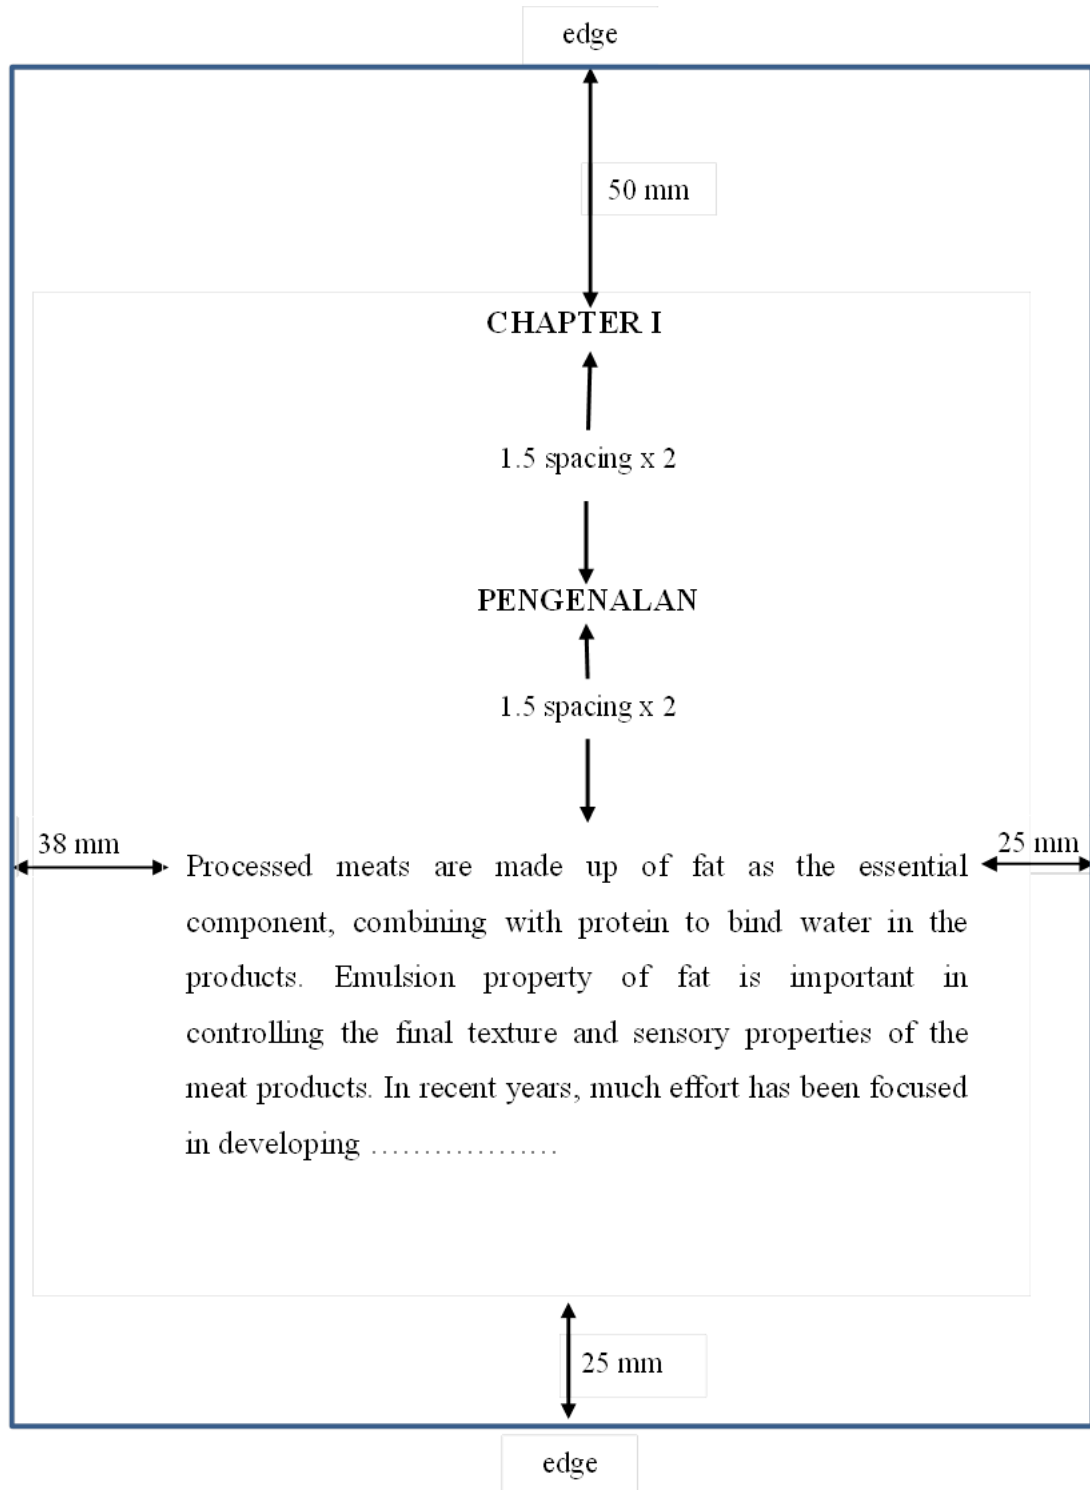 edge
50 mm
CHAPTER I
1.5 spacing x 2
PENGENALAN
1.5 spacing x 2
38 mm
25 mm
Processed meats are made up of fat as the essential
component, combining with protein to bind water in the
products. Emulsion property of fat is important in
controlling the final texture and sensory properties of the
meat products. In recent years, much effort has been focused
in developing ..................
25 mm
edge